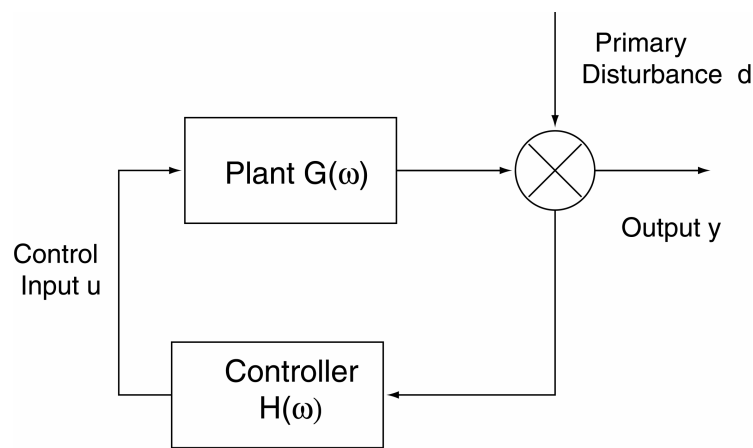 Primary
Disturbance d
Plant G(ω)
Output y
Control
Input u
Controller
H(ω)